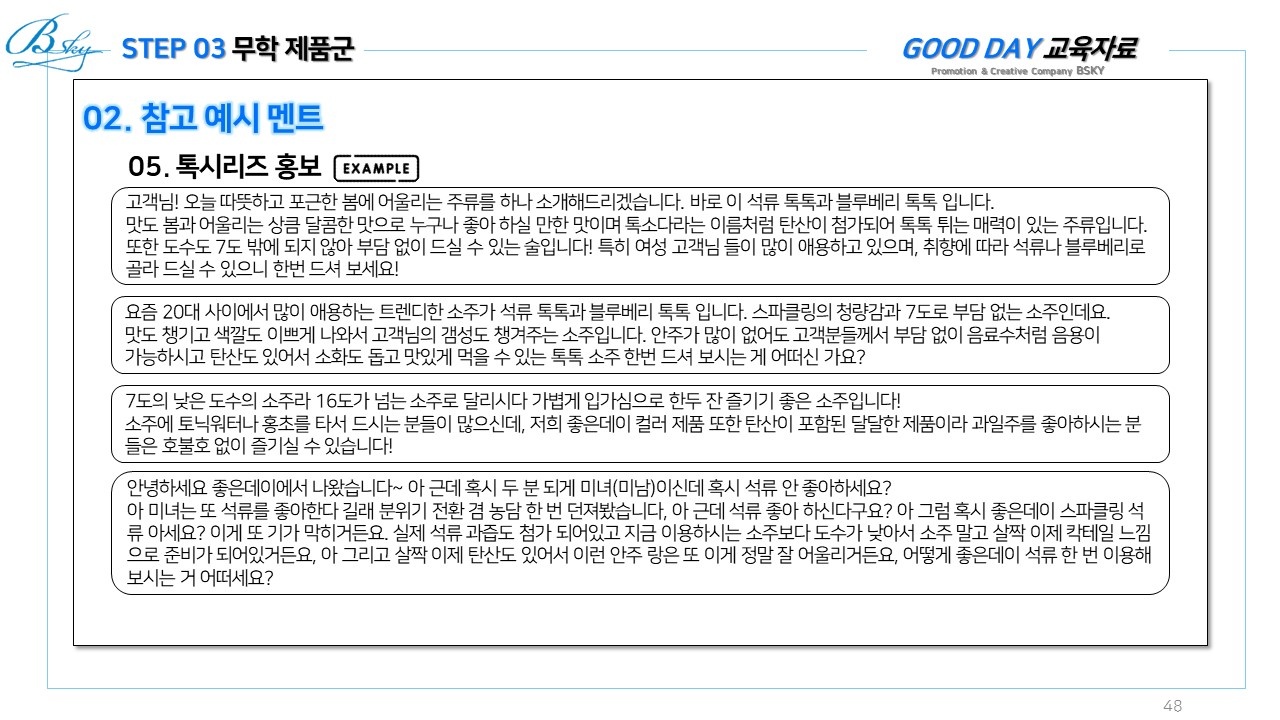 Bsky
STEP 03 무학 제품군
GOOD DAY 교육자료
Promotion & Creative Company BSKY
02. 참고 예시 멘트
05. 톡시리즈 홍보 EXAMPLE
고객님! 오늘 따뜻하고 포근한 봄에 어울리는 주류를 하나 소개해드리겠습니다. 바로 이 석류 톡톡과 블루베리 톡톡 입니다.
맛도 봄과 어울리는 상큼 달콤한 맛으로 누구나 좋아 하실 만한 맛이며 톡소다라는 이름처럼 탄산이 첨가되어 톡톡 튀는 매력이 있는 주류입니다.
또한 도수도 7도 밖에 되지 않아 부담 없이 드실 수 있는 술입니다! 특히 여성 고객님 들이 많이 애용하고 있으며, 취향에 따라 석류나 블루베리로
골라 드실 수 있으니 한번 드셔 보세요!
요즘 20대 사이에서 많이 애용하는 트렌디한 소주가 석류 톡톡과 블루베리 톡톡 입니다. 스파클링의 청량감과 7도로 부담 없는 소주인데요.
맛도 챙기고 색깔도 이쁘게 나와서 고객님의 갬성도 챙겨주는 소주입니다. 안주가 많이 없어도 고객분들께서 부담 없이 음료수처럼 음용이
가능하시고 탄산도 있어서 소화도 돕고 맛있게 먹을 수 있는 톡톡 소주 한번 드셔 보시는 게 어떠신 가요?
7도의 낮은 도수의 소주라 16도가 넘는 소주로 달리시다 가볍게 입가심으로 한두 잔 즐기기 좋은 소주입니다!
소주에 토닉워터나 홍초를 타서 드시는 분들이 많으신데, 저희 좋은데이 컬러 제품 또한 탄산이 포함된 달달한 제품이라 과일주를 좋아하시는 분
들은 호불호 없이 즐기실 수 있습니다!
안녕하세요 좋은데이에서 나왔습니다~ 아 근데 혹시 두 분 되게 미녀(미남)이신데 혹시 석류 안 좋아하세요?
아 미녀는 또 석류를 좋아한다 길래 분위기 전환 겸 농담 한 번 던져봤습니다, 아 근데 석류 좋아 하신다구요? 아 그럼 혹시 좋은데이 스파클링 석
류 아세요? 이게 또 기가 막히거든요. 실제 석류 과즙도 첨가 되어있고 지금 이용하시는 소주보다 도수가 낮아서 소주 말고 살짝 이제 칵테일 느낌
으로 준비가 되어있거든요, 아 그리고 살짝 이제 탄산도 있어서 이런 안주 랑은 또 이게 정말 잘 어울리거든요, 어떻게 좋은데이 석류 한 번 이용해
보시는 거 어떠세요?
48